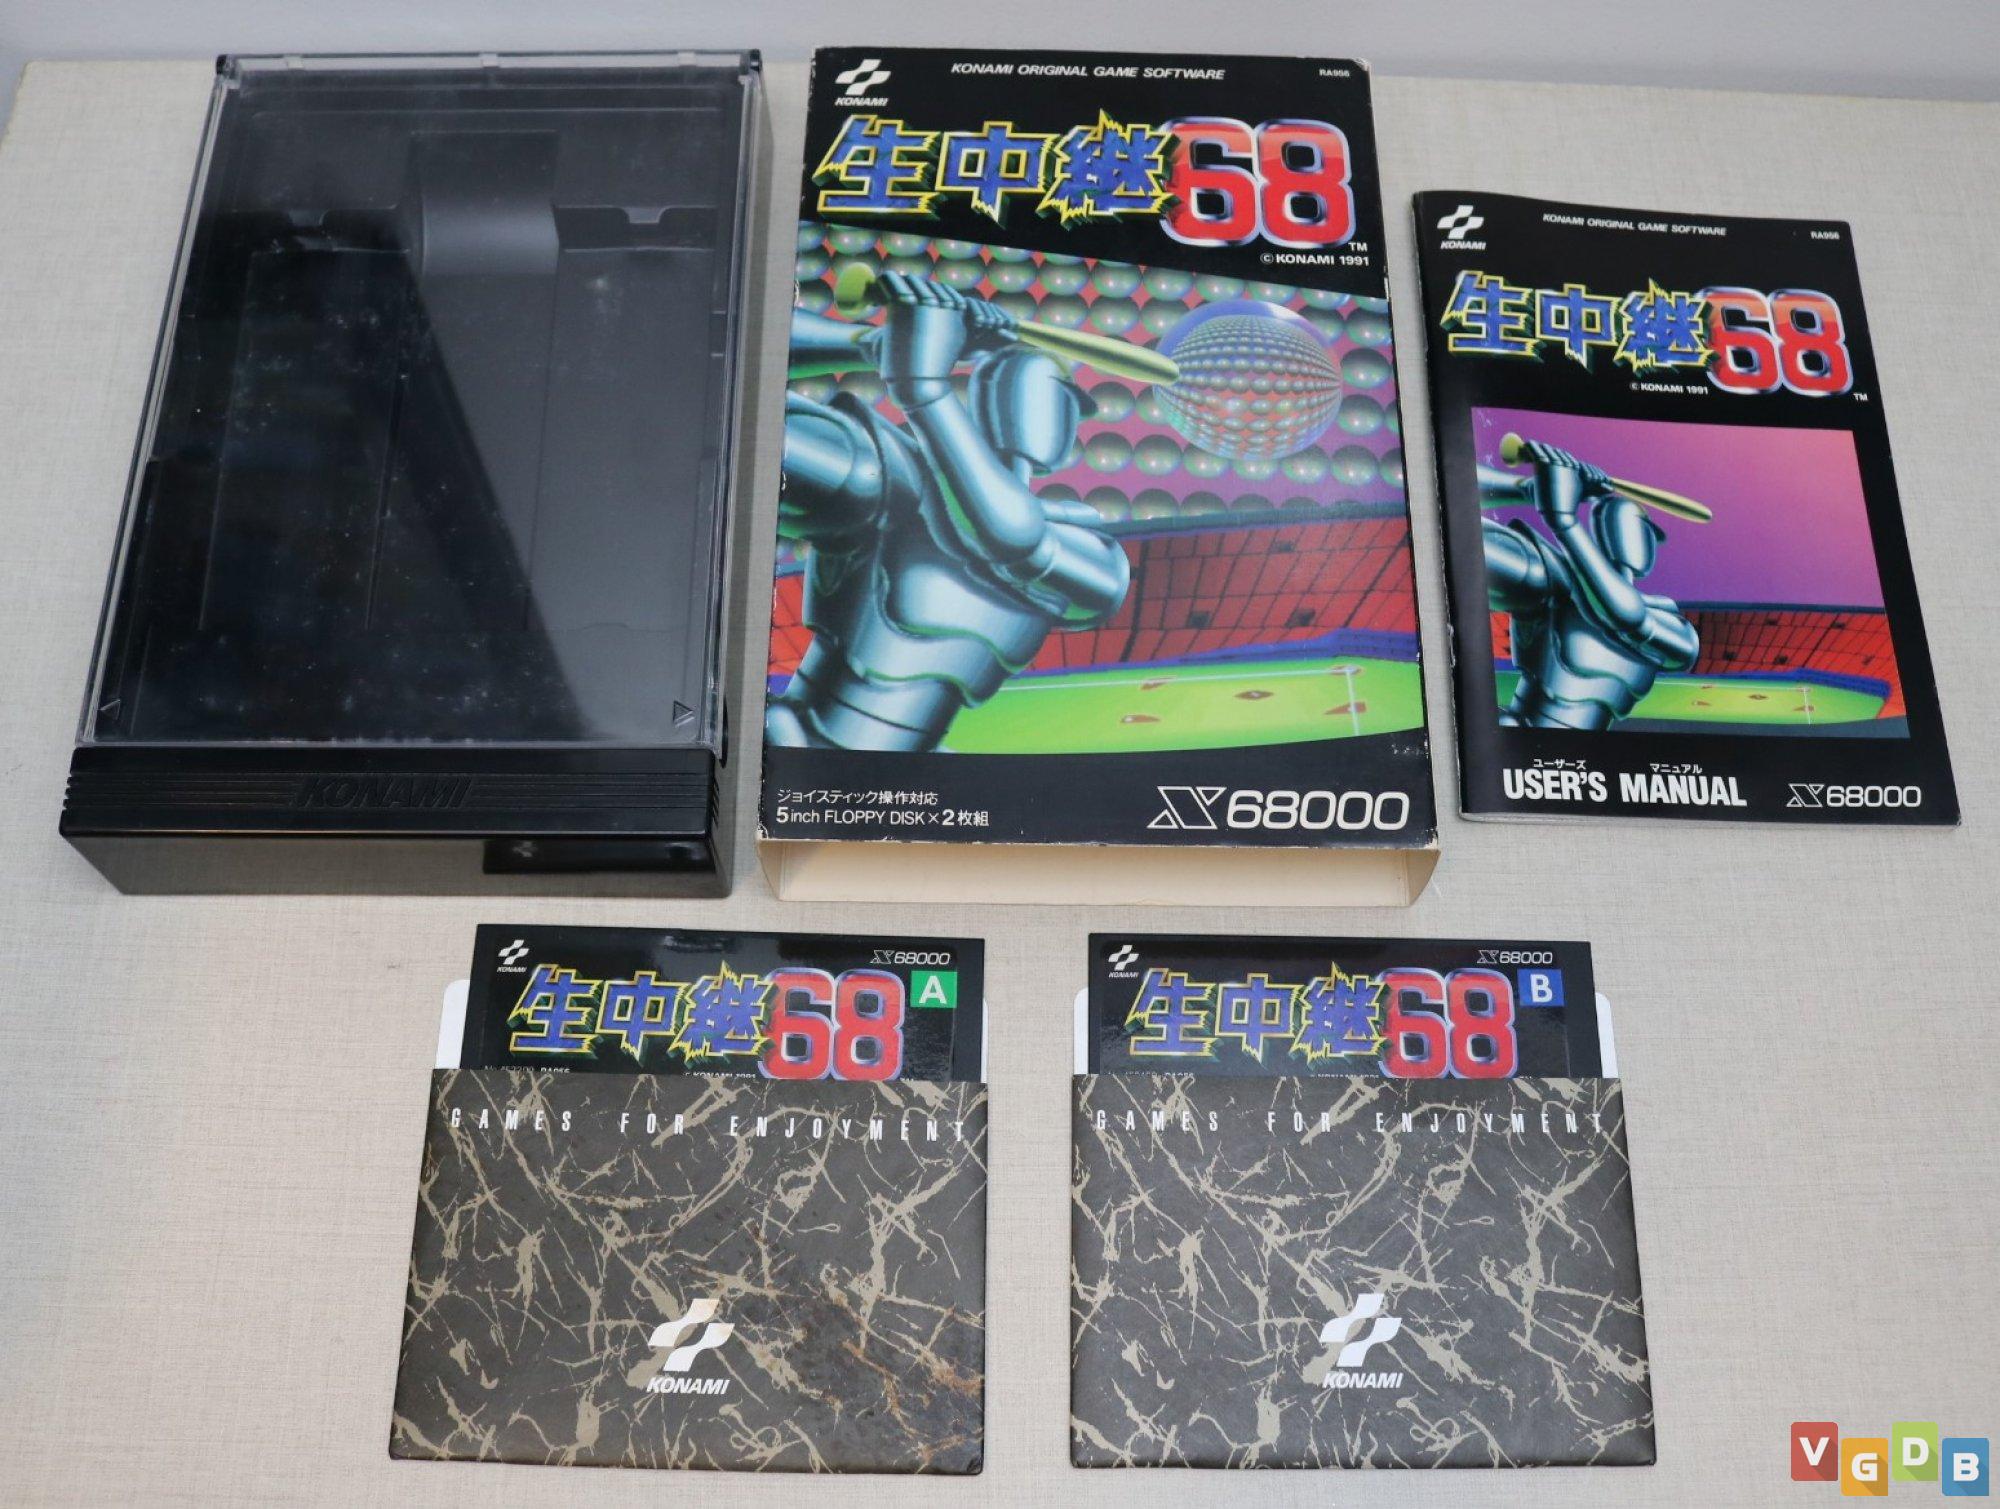 KONAMI
KONAMI
KONAMI ORIGINAL GAME SOFTWARE
RA956
生中継68
TM
© KONAMI 1991
ジョイスティック操作対応
5inch FLOPPY DISK×2枚組
X68000
KONAMI
KONAMI ORIGINAL GAME SOFTWARE
RA956
生中継68
© KONAMI 1991
TM
ユーザーズ マニュアル
USER'S MANUAL
X68000
KONAMI
X68000
A
生中継68
RA956
© KONAMI 1991
GAMES FOR ENJOYMENT
KONAMI
KONAMI
X68000
B
生中継68
GAMES FOR ENJOYMENT
KONAMI
VGDB